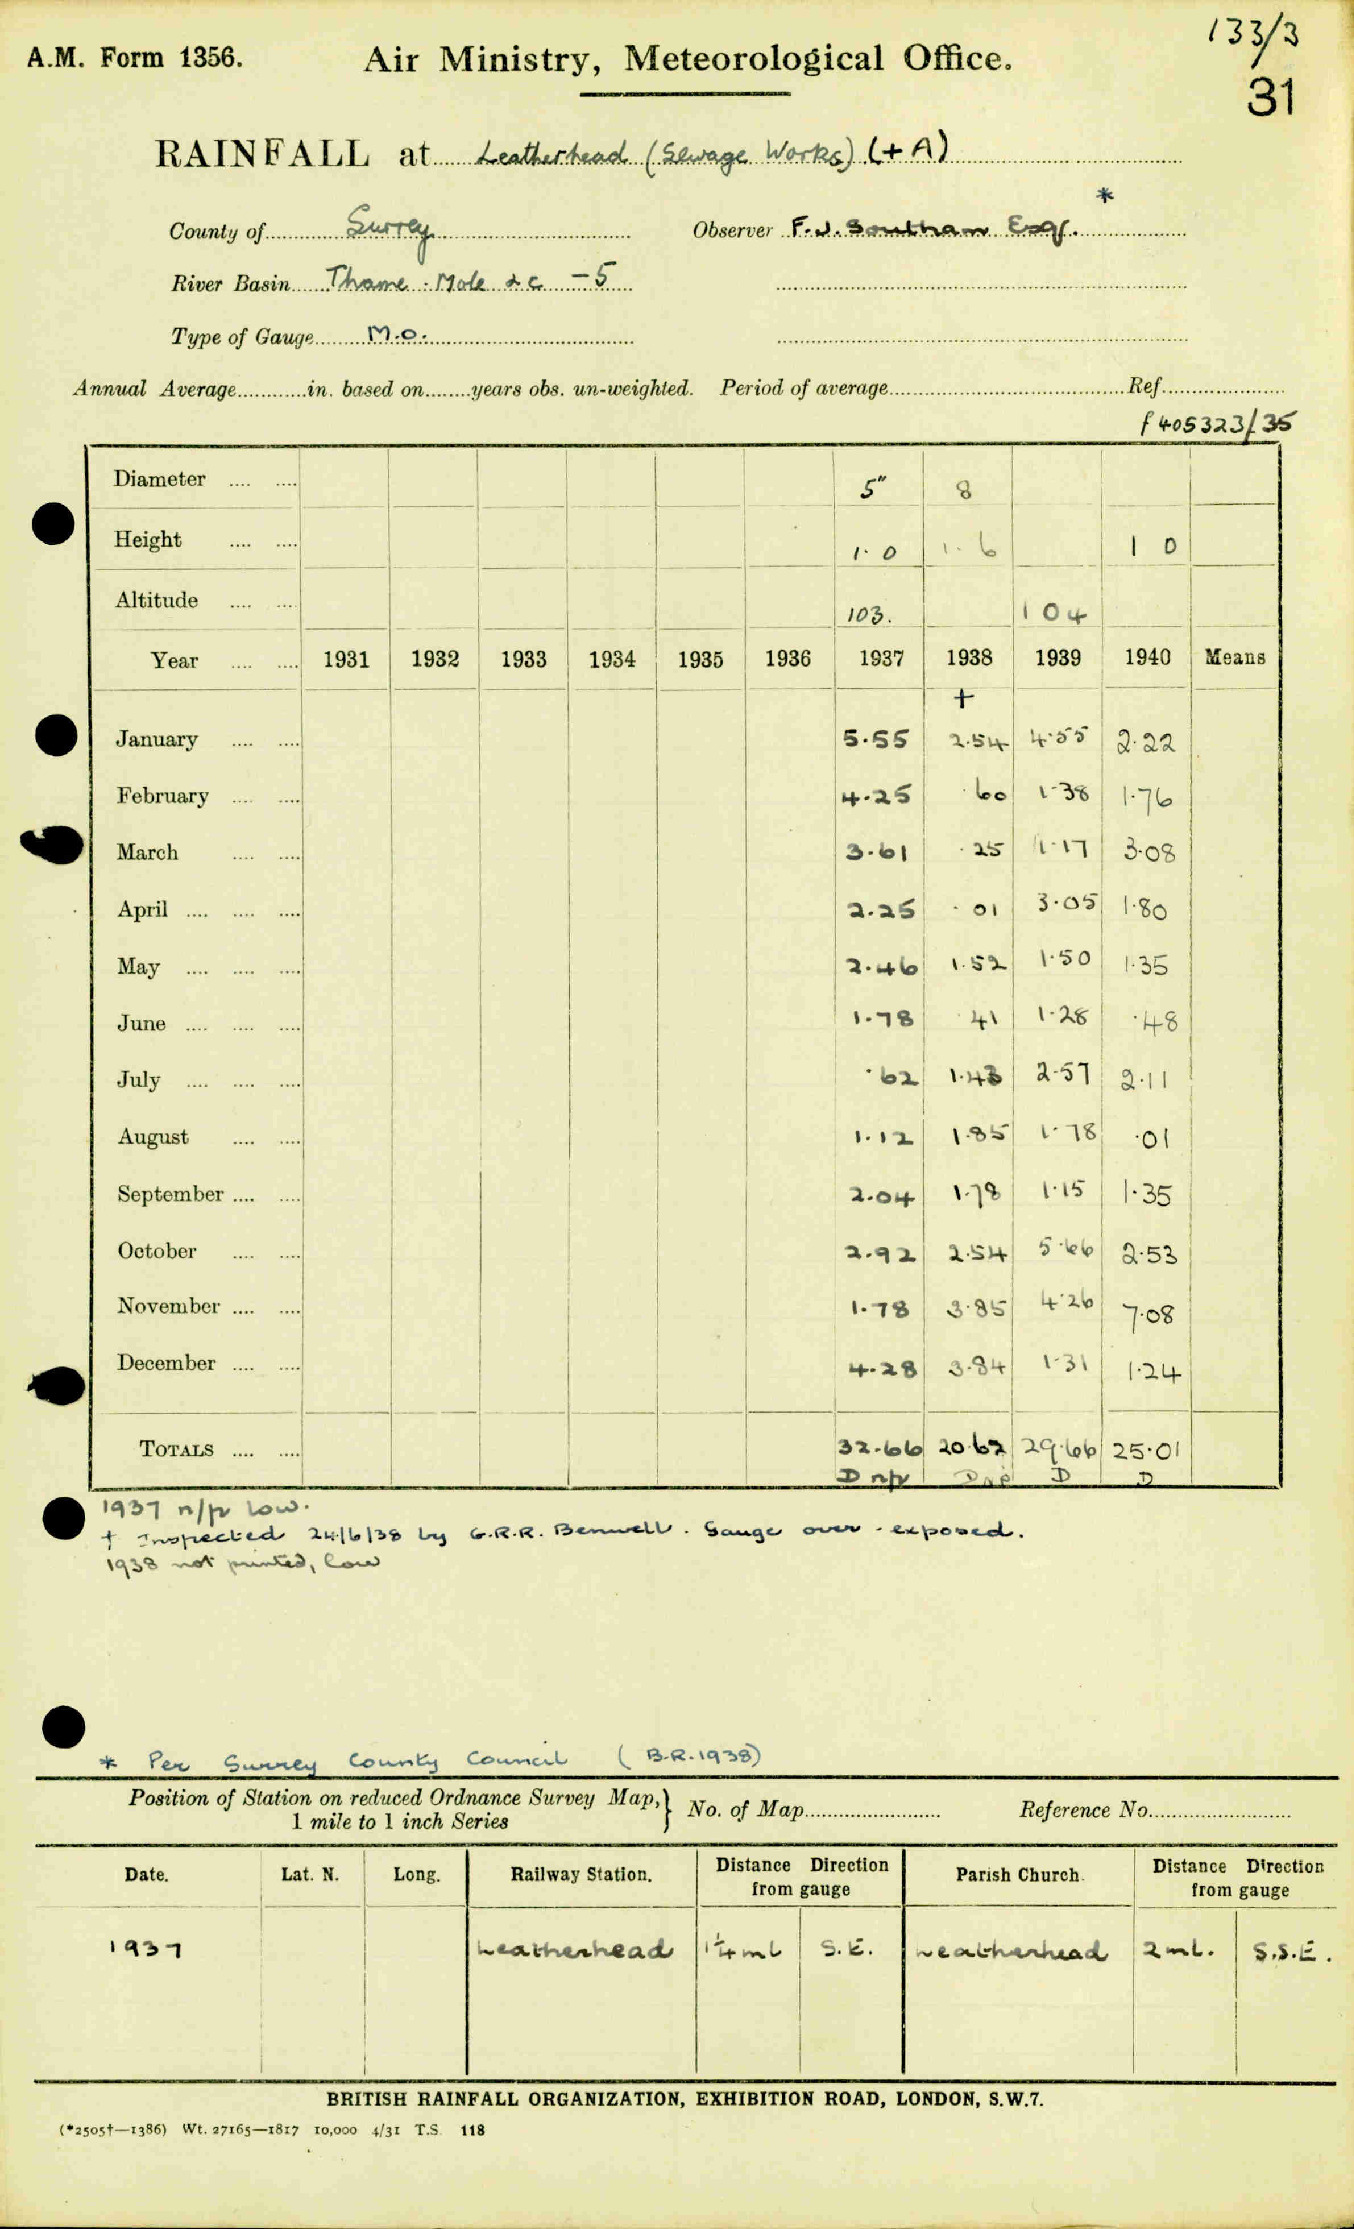 133/3
A.M. Form 1356. Air Ministry, Meteorological Office.
31
RAINFALL at Leatherhead (Sewage Works) (+A)
*
County of Surrey Observer F.J. Southam Esqr.
River Basin Thame. Mole &c -5
Type of Gauge M.O.
Annual Average in. based on years obs. un-weighted. Period of average Ref.
f 405323/35
Diameter 5" 8
Height 1. 0 1. 6 1 0
Altitude 103. 104
Year 1931 1932 1933 1934 1935 1936 1937 1938 1939 1940 Means
+
January 5.55 2.54 4.55 2.22
February 4.25 .60 1.38 1.76
March 3.61 .25 1.17 3.08
April 2.25 .01 3.05 1.80
May 2.46 1.52 1.50 1.35
June 1.78 .41 1.28 .48
July .62 1.43 2.57 2.11
August 1.12 1.85 1.78 .01
September 2.04 1.78 1.15 1.35
October 2.92 2.54 5.66 2.53
November 1.78 3.85 4.26 7.08
December 4.28 3.84 1.31 1.24
TOTALS 32.66 20.62 29.66 25.01
D n/p D n/p D D
1937 n/p low.
† Inspected 24/6/38 by G.R.R. Benwell. Gauge over-exposed.
1938 not printed, low
* Per Surrey County Council (B.R. 1938)
Position of Station on reduced Ordnance Survey Map, } No. of Map Reference No.
1 mile to 1 inch Series
Date. Lat. N. Long. Railway Station. Distance Direction from gauge Parish Church. Distance Direction from gauge
1937 Leatherhead 1¼ ml S.E. Leatherhead 2 ml. S.S.E.
BRITISH RAINFALL ORGANIZATION, EXHIBITION ROAD, LONDON, S.W.7.
(*2505†—1386) Wt. 27165—1817 10,000 4/31 T.S. 118